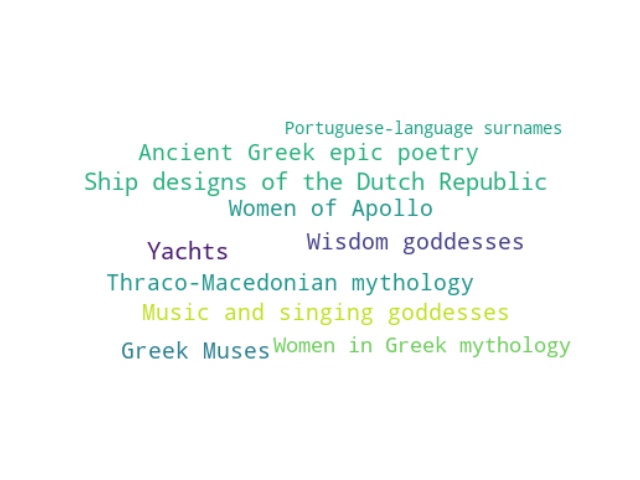 Portuguese-language surnames
Ancient Greek epic poetry
Ship designs of the Dutch Republic
Women of Apollo
Wisdom goddesses
Yachts
Thraco-Macedonian mythology
Music and singing goddesses
Greek Muses
Women in Greek mythology